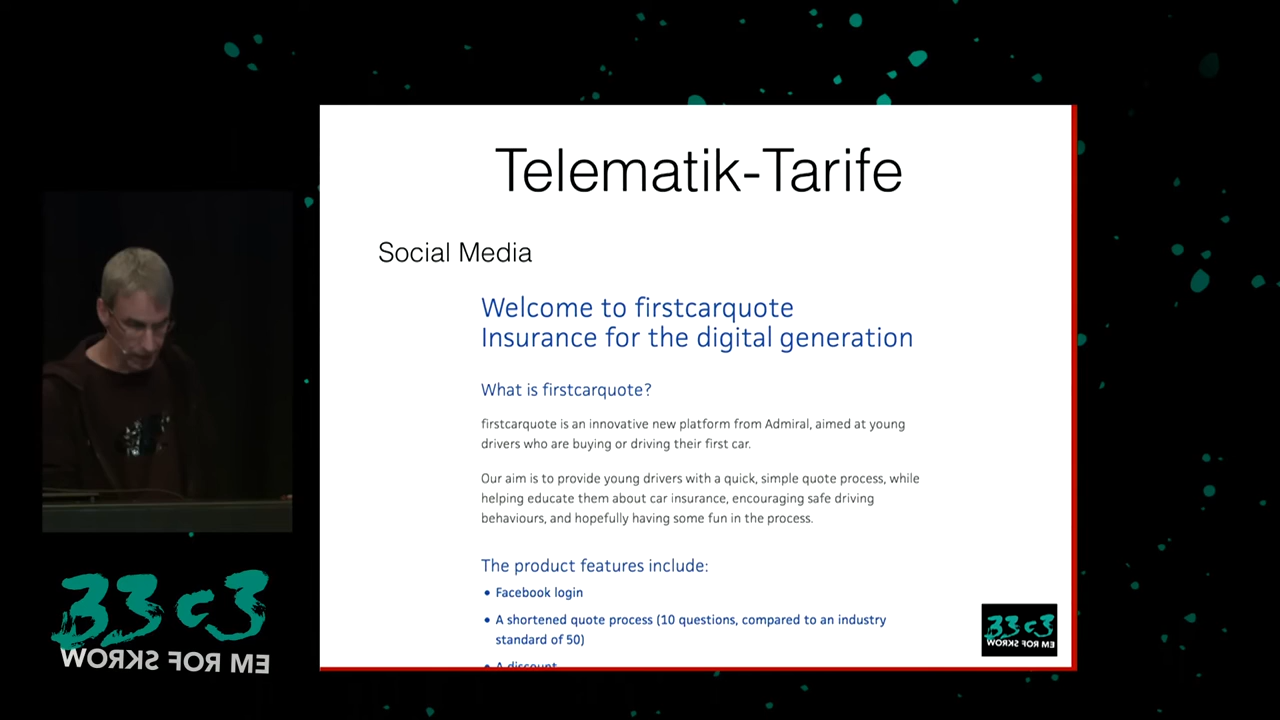 Telematik-Tarife
Social Media
Welcome to firstcarquote
Insurance for the digital generation
What is firstcarquote?
firstcarquote is an innovative new platform from Admiral, aimed at young
drivers who are buying or driving their first car.
Our aim is to provide young drivers with a quick, simple quote process, while
helping educate them about car insurance, encouraging safe driving
behaviours, and hopefully having some fun in the process.
The product features include:
• Facebook login
• A shortened quote process (10 questions, compared to an industry
standard of 50)
• A discount
33c3
WORKS FOR ME
33c3
WORKS FOR ME